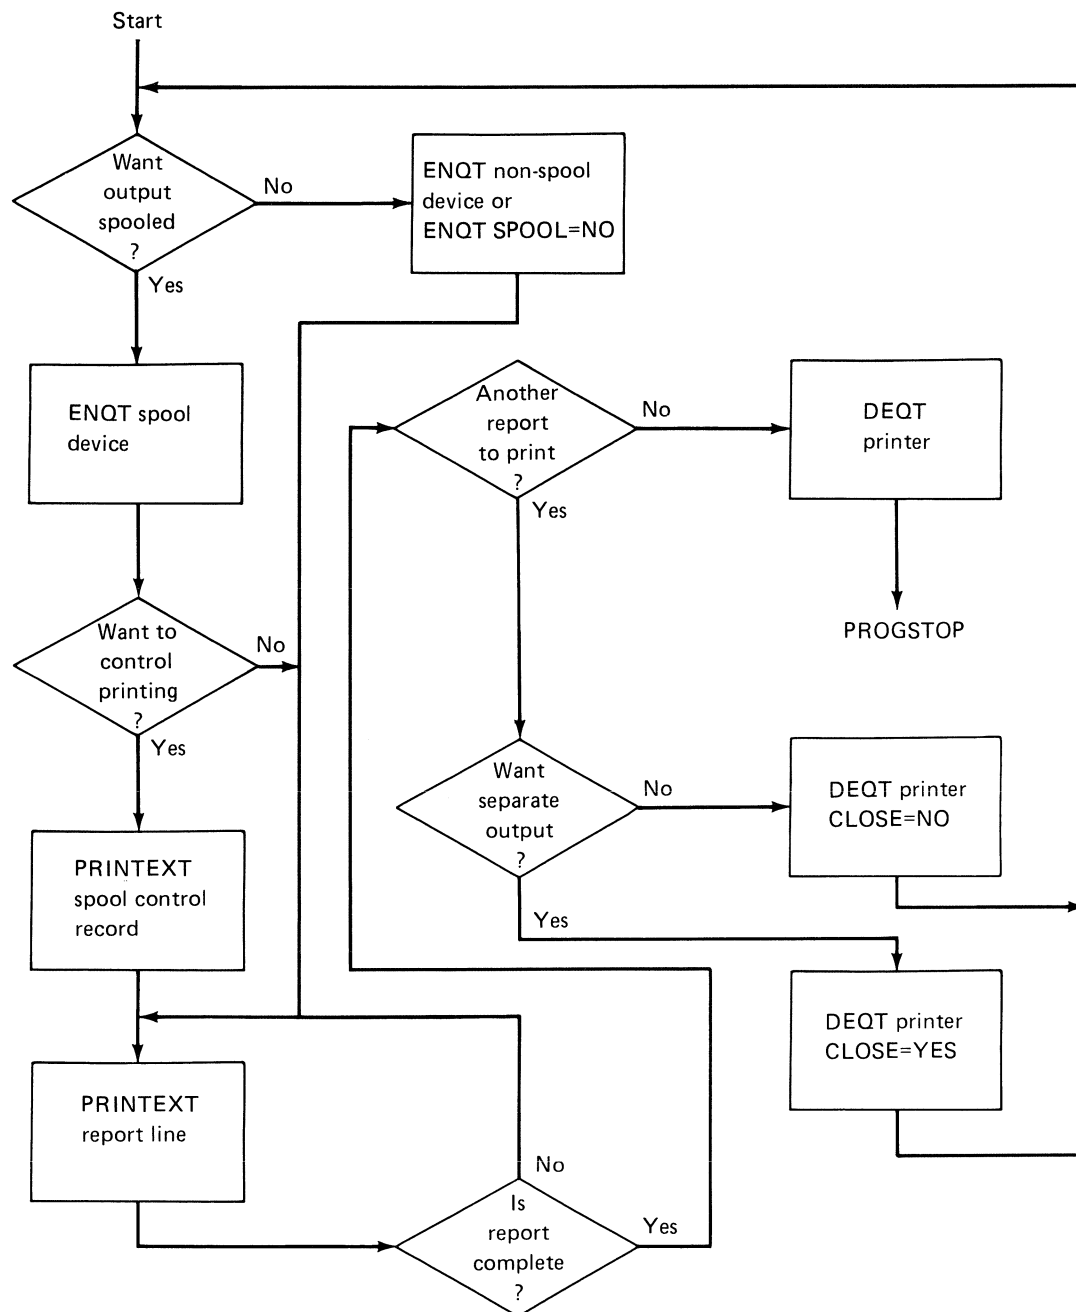 Start
Want
output
spooled
?
No
Yes
ENQT non-spool
device or
ENQT SPOOL=NO
ENQT spool
device
Want to
control
printing
?
No
Yes
PRINTEXT
spool control
record
PRINTEXT
report line
Is
report
complete
?
No
Yes
Another
report
to print
?
No
Yes
DEQT
printer
PROGSTOP
Want
separate
output
?
No
Yes
DEQT printer
CLOSE=NO
DEQT printer
CLOSE=YES